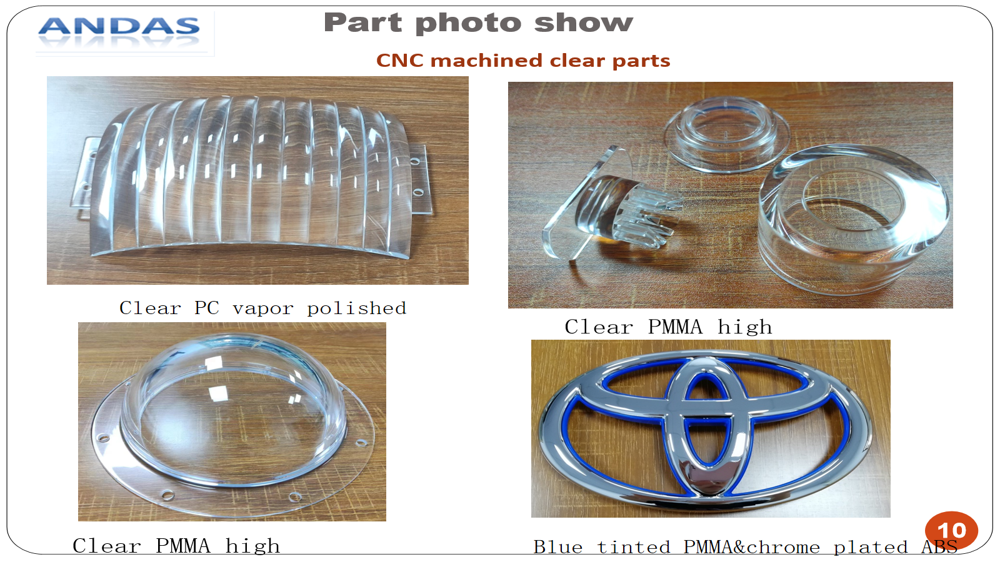 ANDAS
Part photo show
CNC machined clear parts
Clear PC vapor polished
Clear PMMA high
Clear PMMA high
Blue tinted PMMA&chrome plated ABS
10